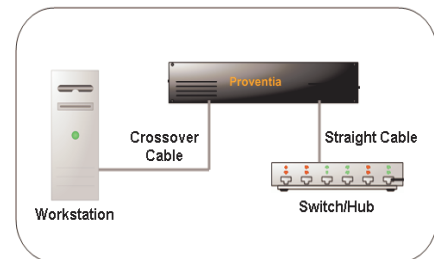 Proventia
Crossover
Cable
Straight Cable
Workstation
Switch/Hub